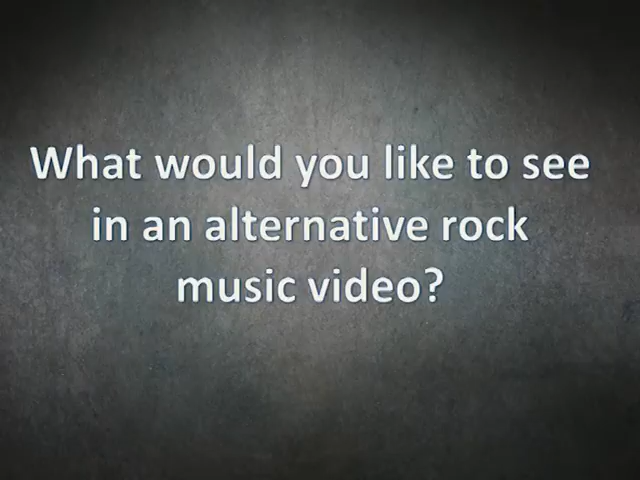 What would you like to see
in an alternative rock
music video?